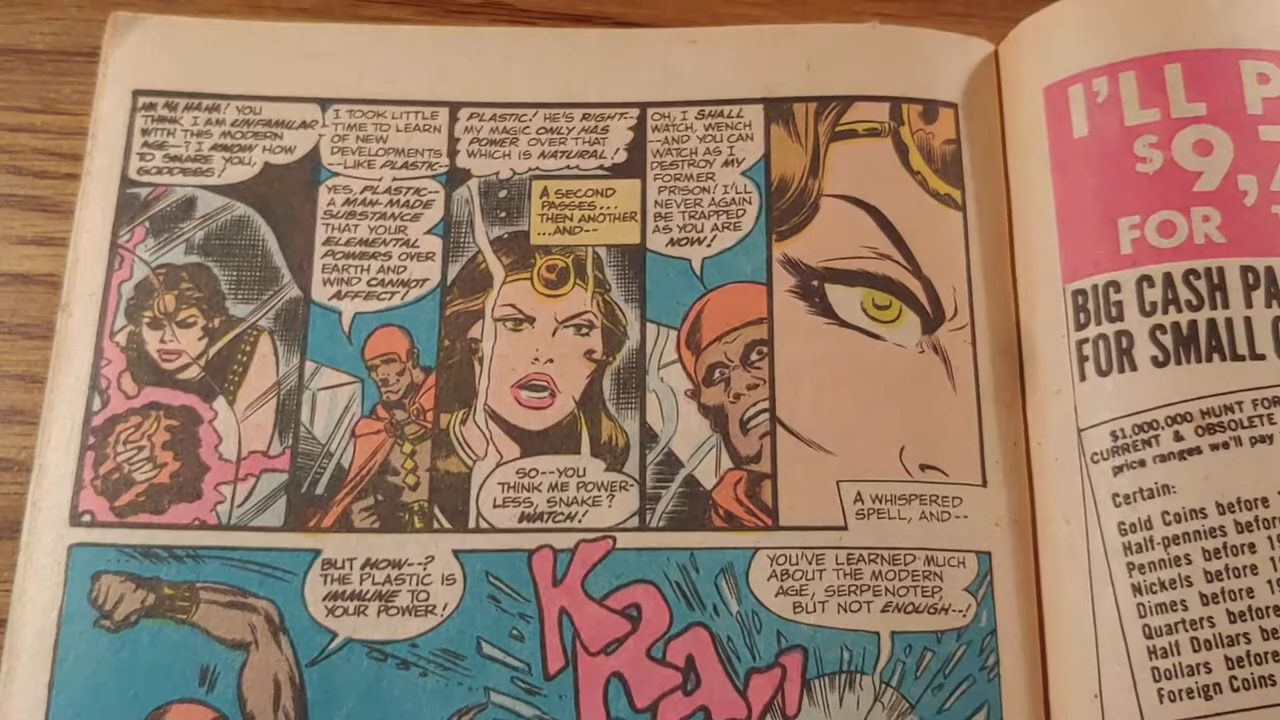 HA HA HAHA! YOU
THINK I AM UNFAMILIAR
WITH THIS MODERN
AGE--? I KNOW HOW
TO SNARE YOU,
GODDESS!
I TOOK LITTLE
TIME TO LEARN
OF NEW
DEVELOPMENTS
--LIKE PLASTIC--
YES, PLASTIC--
A MAN-MADE
SUBSTANCE
THAT YOUR
ELEMENTAL
POWERS OVER
EARTH AND
WIND CANNOT
AFFECT!
PLASTIC! HE'S RIGHT--
MY MAGIC ONLY HAS
POWER OVER THAT
WHICH IS NATURAL!
A SECOND
PASSES...
THEN ANOTHER
...AND--
SO--YOU
THINK ME POWER-
LESS, SNAKE?
WATCH!
OH, I SHALL
WATCH, WENCH
--AND YOU CAN
WATCH AS I
DESTROY MY
FORMER
PRISON! I'LL
NEVER AGAIN
BE TRAPPED
AS YOU ARE
NOW!
A WHISPERED
SPELL, AND--
BUT HOW--?
THE PLASTIC IS
IMMUNE TO
YOUR POWER!
YOU'VE LEARNED MUCH
ABOUT THE MODERN
AGE, SERPENOTEP,
BUT NOT ENOUGH--!
I'LL P
$9,
FOR
BIG CASH PA
FOR SMALL
$1,000,000 HUNT FOR
CURRENT & OBSOLETE
price ranges we'll pay
Certain:
Gold Coins before
Half-pennies before
Pennies before
Nickels before
Dimes before
Quarters before
Half Dollars
Dollars before
Foreign Coins